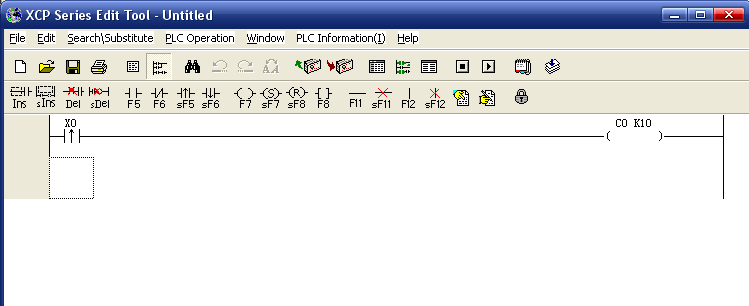 XCP Series Edit Tool - Untitled
File Edit Search\Substitute PLC Operation Window PLC Information(I) Help
Ins sIns Del sDel F5 F6 sF5 sF6 F7 sF7 sF8 F8 F11 sF11 F12 sF12
X0 C0 K10